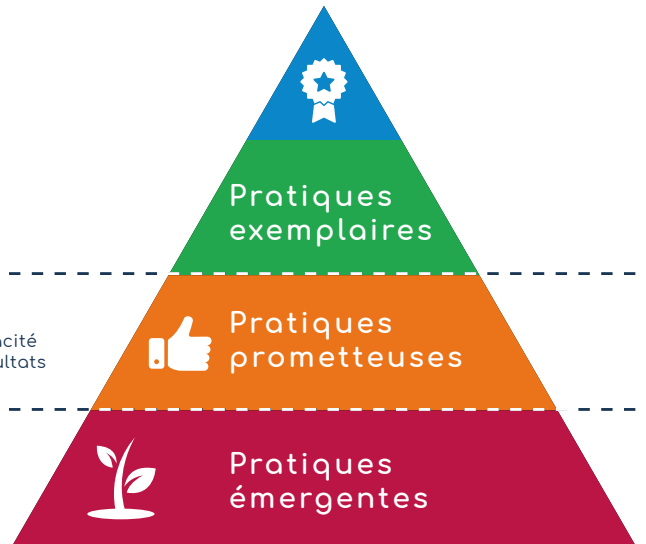 Pratiques
exemplaires
Pratiques
prometteuses
Pratiques
émergentes